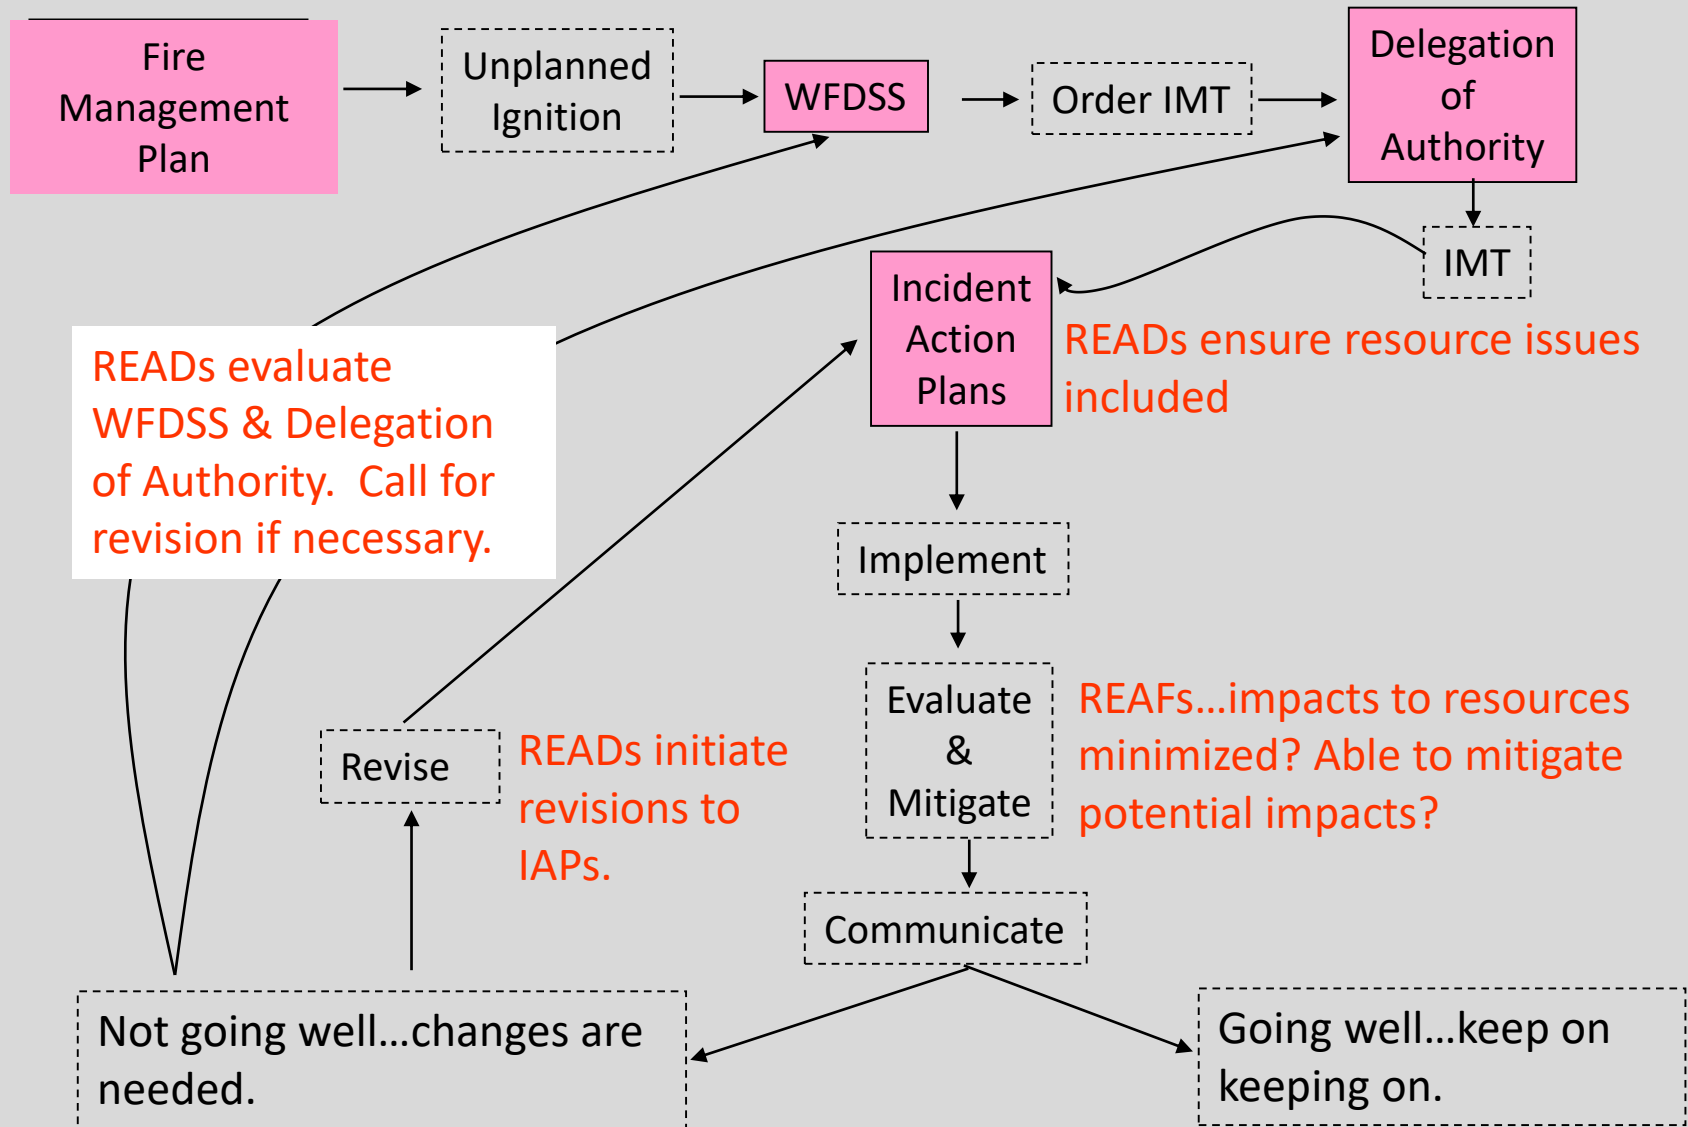 Fire
Management
Plan
Unplanned
Ignition
WFDSS
Order IMT
Delegation
of
Authority
IMT
Incident
Action
Plans
READs ensure resource issues
included
READs evaluate
WFDSS & Delegation
of Authority.  Call for
revision if necessary.
Implement
Evaluate
&
Mitigate
REAFs…impacts to resources
minimized? Able to mitigate
potential impacts?
Revise
READs initiate
revisions to
IAPs.
Communicate
Not going well…changes are
needed.
Going well…keep on
keeping on.